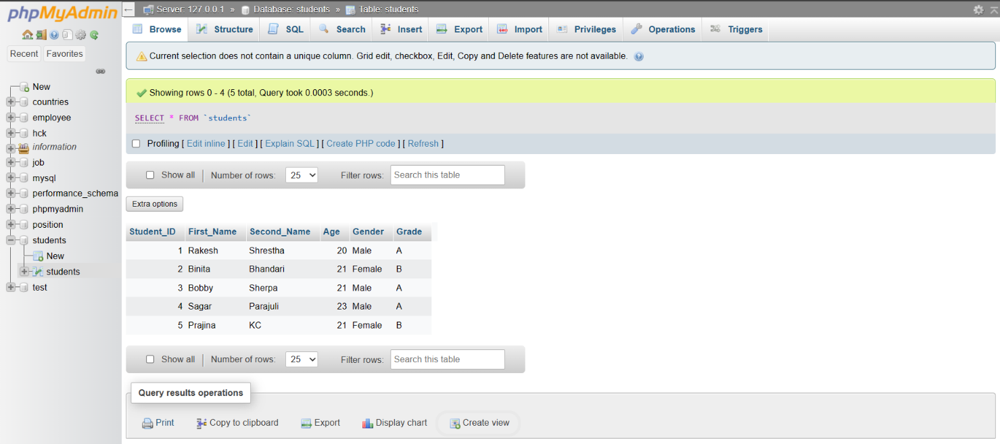 phpMyAdmin
Recent Favorites
New
countries
employee
hck
information
job
mysql
performance_schema
phpmyadmin
position
students
New
students
test
← Server: 127.0.0.1 » Database: students » Table: students
Browse Structure SQL Search Insert Export Import Privileges Operations Triggers
Current selection does not contain a unique column. Grid edit, checkbox, Edit, Copy and Delete features are not available.
Showing rows 0 - 4 (5 total, Query took 0.0003 seconds.)
SELECT * FROM `students`
Profiling [ Edit inline ] [ Edit ] [ Explain SQL ] [ Create PHP code ] [ Refresh ]
Show all | Number of rows: 25 Filter rows: Search this table
Extra options
Student_ID First_Name Second_Name Age Gender Grade
1 Rakesh Shrestha 20 Male A
2 Binita Bhandari 21 Female B
3 Bobby Sherpa 21 Male A
4 Sagar Parajuli 23 Male A
5 Prajina KC 21 Female B
Show all | Number of rows: 25 Filter rows: Search this table
Query results operations
Print Copy to clipboard Export Display chart Create view